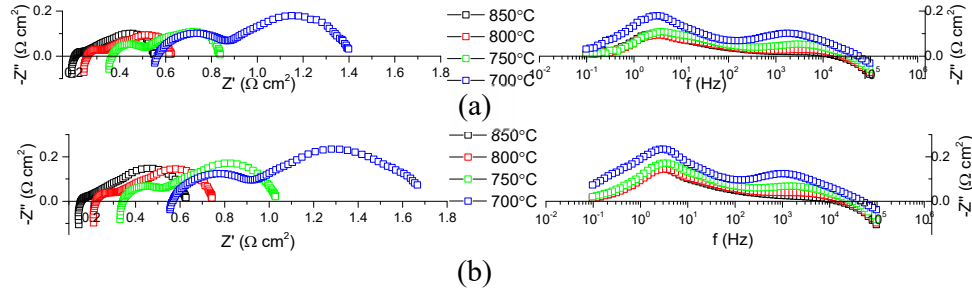 -Z" (Ω cm²)
0.2
0.0
0.2 0.4 0.6 0.8 1.0 1.2 1.4 1.6 1.8
Z' (Ω cm²)
850°C
800°C
750°C
700°C
10⁻² 10⁻¹ 10⁰ 10¹ 10² 10³ 10⁴ 10⁵ 10⁶
f (Hz)
0.0
0.2
-Z" (Ω cm²)
(a)
-Z" (Ω cm²)
0.2
0.0
0.2 0.4 0.6 0.8 1.0 1.2 1.4 1.6 1.8
Z' (Ω cm²)
850°C
800°C
750°C
700°C
10⁻² 10⁻¹ 10⁰ 10¹ 10² 10³ 10⁴ 10⁵ 10⁶
f (Hz)
0.0
0.2
-Z" (Ω cm²)
(b)